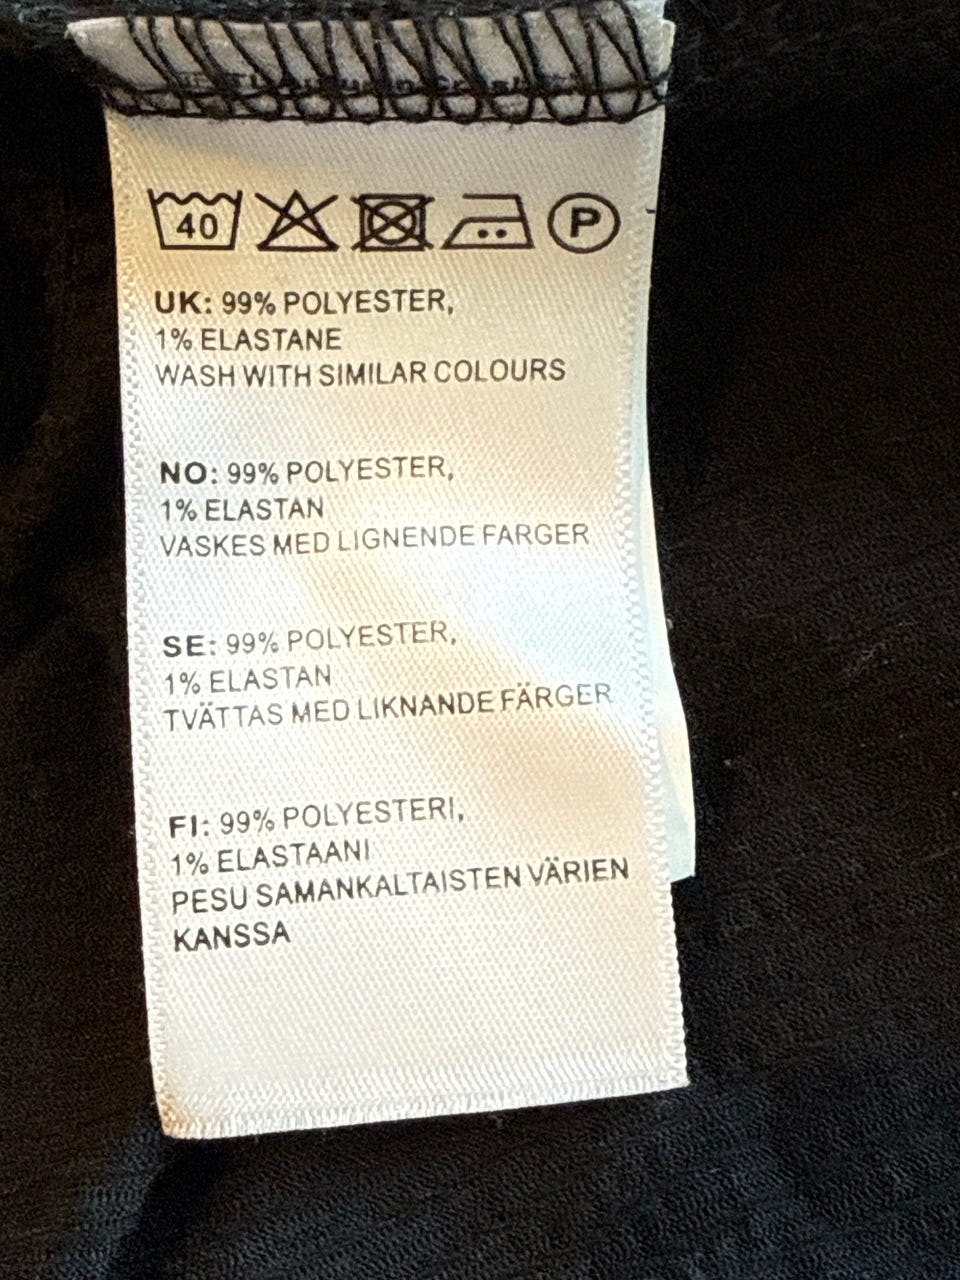 40
P
UK: 99% POLYESTER,
1% ELASTANE
WASH WITH SIMILAR COLOURS
NO: 99% POLYESTER,
1% ELASTAN
VASKES MED LIGNENDE FARGER
SE: 99% POLYESTER,
1% ELASTAN
TVÄTTAS MED LIKNANDE FÄRGER
FI: 99% POLYESTERI,
1% ELASTAANI
PESU SAMANKALTAISTEN VÄRIEN
KANSSA